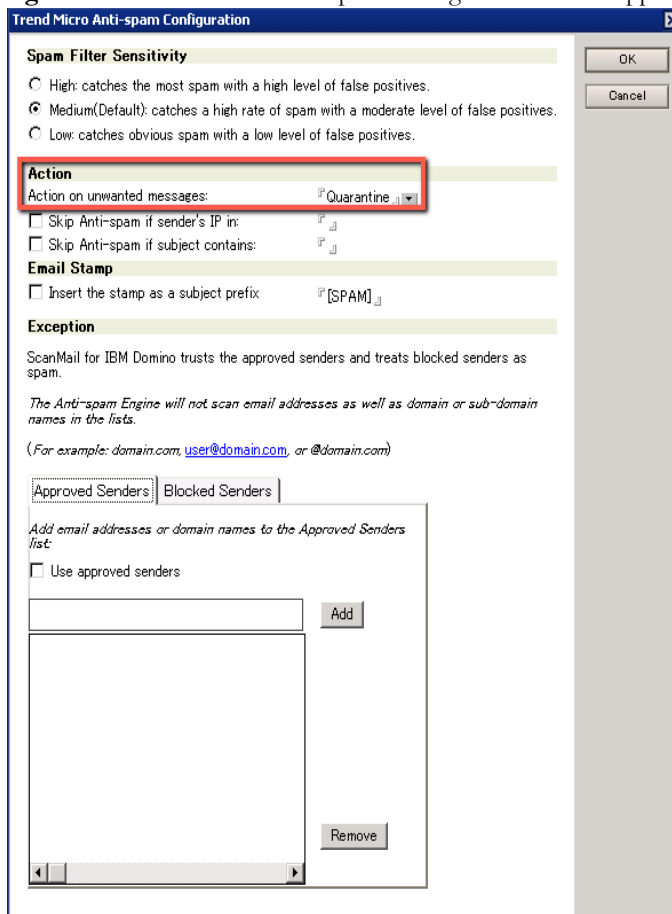 Trend Micro Anti-spam Configuration
Spam Filter Sensitivity
OK
High: catches the most spam with a high level of false positives.
Cancel
Medium(Default): catches a high rate of spam with a moderate level of false positives.
Low: catches obvious spam with a low level of false positives.
Action
Action on unwanted messages: Quarantine
Skip Anti-spam if sender's IP in:
Skip Anti-spam if subject contains:
Email Stamp
Insert the stamp as a subject prefix [SPAM]
Exception
ScanMail for IBM Domino trusts the approved senders and treats blocked senders as
spam.
The Anti-spam Engine will not scan email addresses as well as domain or sub-domain
names in the lists.
(For example: domain.com, user@domain.com, or @domain.com)
Approved Senders Blocked Senders
Add email addresses or domain names to the Approved Senders
list:
Use approved senders
Add
Remove